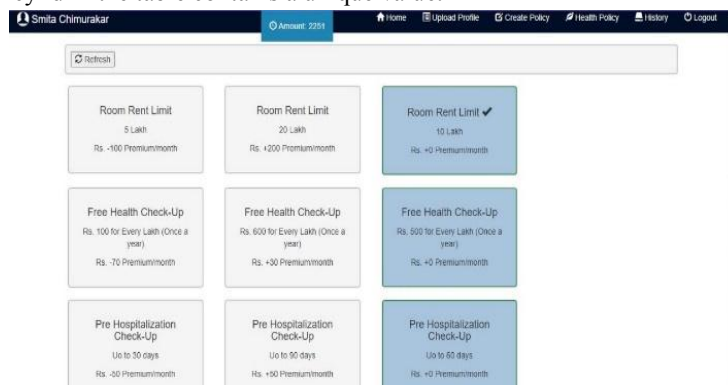 Smita Chimurakar
Amount: 2251
Home
Upload Profile
Create Policy
Health Policy
History
Logout
Refresh
Room Rent Limit
5 Lakh
Rs. -100 Premium/month
Room Rent Limit
20 Lakh
Rs. +200 Premium/month
Room Rent Limit ✔
10 Lakh
Rs. +0 Premium/month
Free Health Check-Up
Rs. 100 for Every Lakh (Once a
year)
Rs. -70 Premium/month
Free Health Check-Up
Rs. 600 for Every Lakh (Once a
year)
Rs. +30 Premium/month
Free Health Check-Up
Rs. 500 for Every Lakh (Once a
year)
Rs. +0 Premium/month
Pre Hospitalization
Check-Up
Uo to 30 days
Rs. -50 Premium/month
Pre Hospitalization
Check-Up
Uo to 90 days
Rs. +50 Premium/month
Pre Hospitalization
Check-Up
Uo to 60 days
Rs. +0 Premium/month